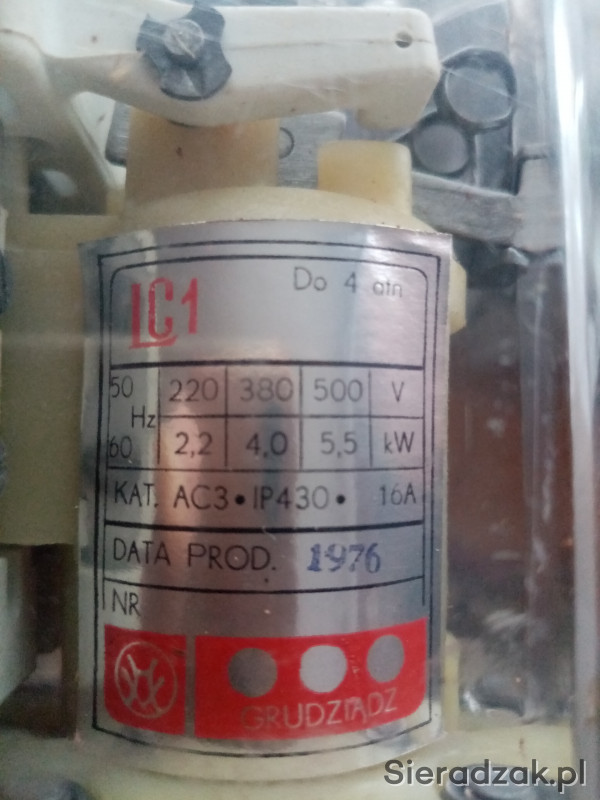 Do 4 atn
LC1
50 Hz 60
220 380 500 V
2,2 4,0 5,5 kW
KAT. AC3 • IP430 • 16A
DATA PROD. 1976
NR
GRUDZIĄDZ
Sieradzak.pl